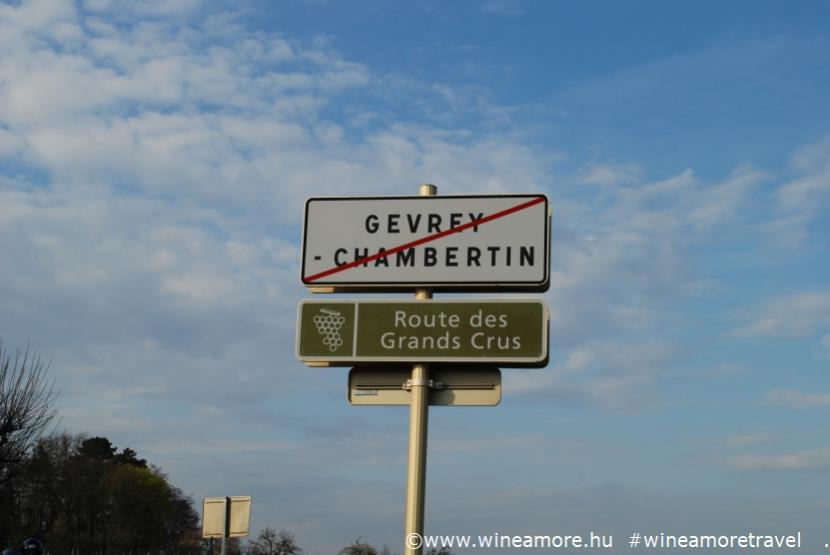 GEVREY
- CHAMBERTIN
Route des
Grands Crus
©www.wineamore.hu #wineamoretravel .